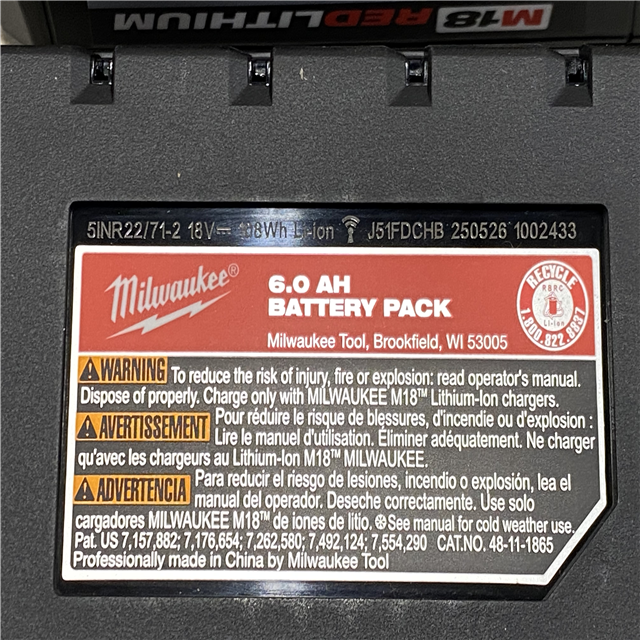 M18 REDLITHIUM
5INR22/71-2 18V⎓ 108Wh Li-Ion J51FDCHB 250526 1002433
Milwaukee®
6.0 AH
BATTERY PACK
Milwaukee Tool, Brookfield, WI 53005
RECYCLE
RBRC
Li-Ion
1.800.822.8837
WARNING To reduce the risk of injury, fire or explosion: read operator's manual.
Dispose of properly. Charge only with MILWAUKEE M18™ Lithium-Ion chargers.
AVERTISSEMENT Pour réduire le risque de blessures, d'incendie ou d'explosion :
Lire le manuel d'utilisation. Éliminer adéquatement. Ne charger
qu'avec les chargeurs au Lithium-Ion M18™ MILWAUKEE.
ADVERTENCIA Para reducir el riesgo de lesiones, incendio o explosión, lea el
manual del operador. Deseche correctamente. Use solo
cargadores MILWAUKEE M18™ de iones de litio. ❄See manual for cold weather use.
Pat. US 7,157,882; 7,176,654; 7,262,580; 7,492,124; 7,554,290 CAT.NO. 48-11-1865
Professionally made in China by Milwaukee Tool